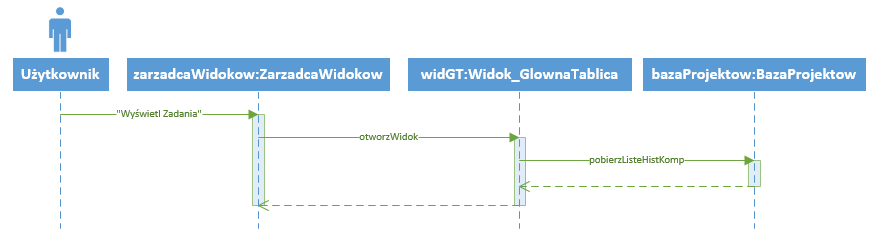 Użytkownik
zarzadcaWidokow:ZarzadcaWidokow
widGT:Widok_GlownaTablica
bazaProjektow:BazaProjektow
"Wyświetl Zadania"
otworzWidok
pobierzListeHistKomp